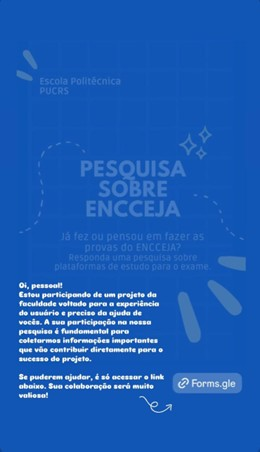 Escola Politécnica
PUCRS
PESQUISA
SOBRE
ENCCEJA
Já fez ou pensou em fazer as
provas do ENCCEJA?
Responda uma pesquisa sobre
plataformas de estudo para o exame
Oi, pessoal!
Estou participando de um projeto da
faculdade voltado para a experiência
do usuário e preciso da ajuda de
vocês. A sua participação na nossa
pesquisa é fundamental para
coletarmos informações importantes
que vão contribuir diretamente para o
sucesso do projeto.
Se puderem ajudar, é só acessar o link
abaixo. Sua colaboração será muito
valiosa!
Forms.gle